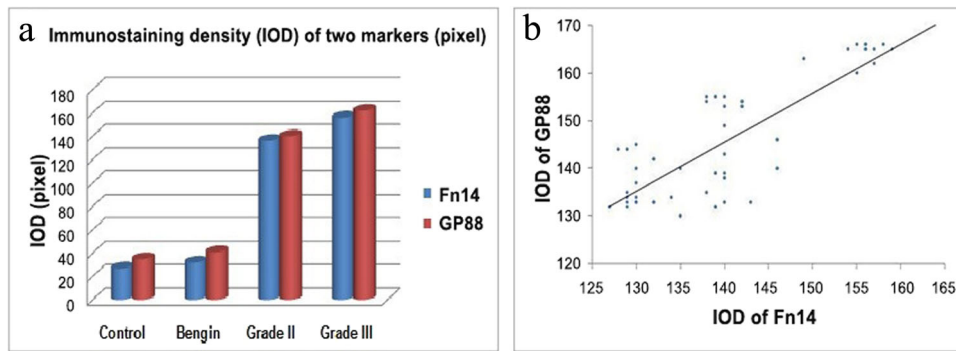 a
Immunostaining density (IOD) of two markers (pixel)
IOD (pixel)
180
160
140
120
100
80
60
40
20
0
Control Bengin Grade II Grade III
Fn14
GP88
b
IOD of GP88
170
160
150
140
130
120
125 130 135 140 145 150 155 160 165
IOD of Fn14